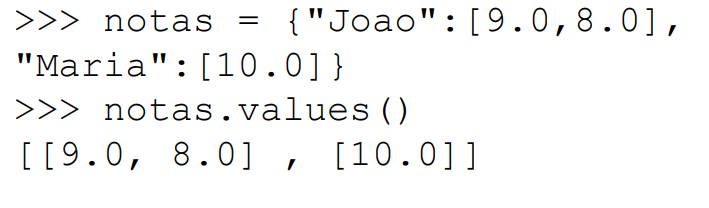 >>> notas = {"Joao":[9.0,8.0],
"Maria":[10.0]}
>>> notas.values()
[[9.0, 8.0] , [10.0]]